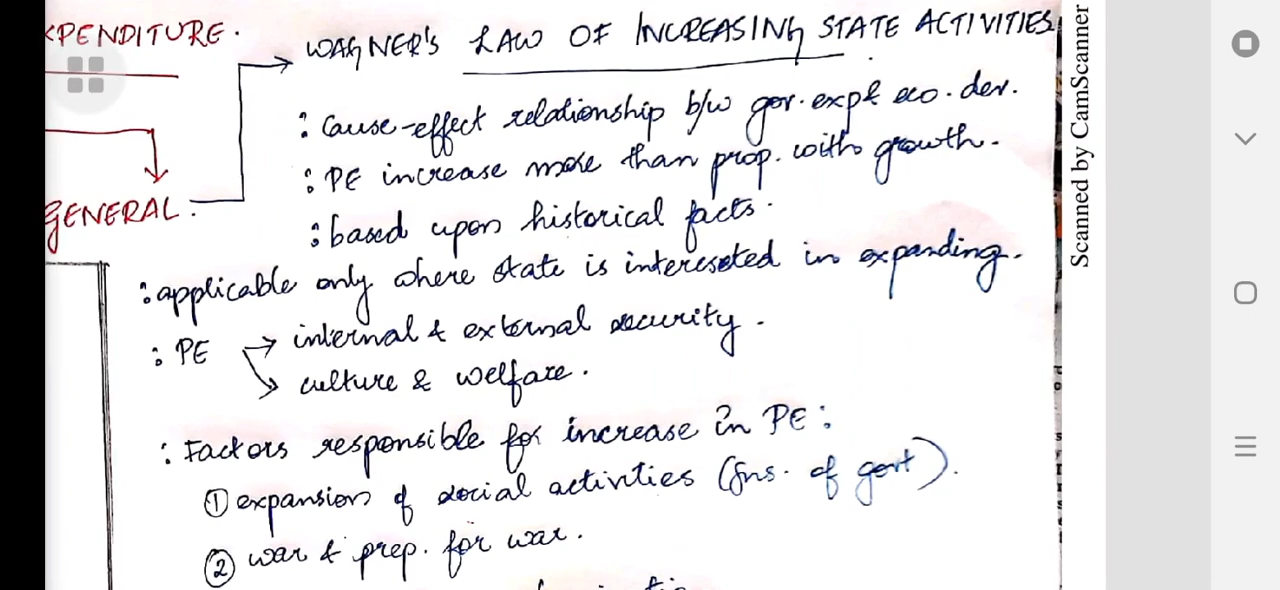 XPENDITURE.
WAGNER'S LAW OF INCREASING STATE ACTIVITIES
: Cause-effect relationship b/w gov. exp & eco. dev.
: PE increase more than prop. with growth.
GENERAL.
: based upon historical facts.
: applicable only where state is intereseted in expanding.
: PE → internal & external security.
→ culture & welfare.
: Factors responsible for increase in PE :
① expansion of social activities (fns. of govt).
② war & prep. for war.
Scanned by CamScanner